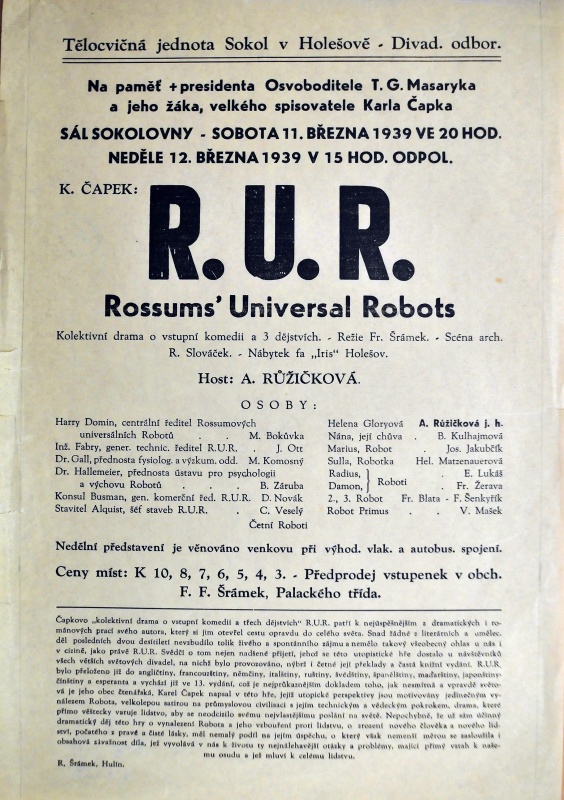 Tělocvičná jednota Sokol v Holešově - Divad. odbor.
Na paměť + presidenta Osvoboditele T. G. Masaryka
a jeho žáka, velkého spisovatele Karla Čapka
SÁL SOKOLOVNY - SOBOTA 11. BŘEZNA 1939 VE 20 HOD.
NEDĚLE 12. BŘEZNA 1939 V 15 HOD. ODPOL.
K. ČAPEK:
R. U. R.
Rossums' Universal Robots
Kolektivní drama o vstupní komedii a 3 dějstvích. - Režie Fr. Šrámek. - Scéna arch.
R. Slováček. - Nábytek fa „Iris" Holešov.
Host: A. RŮŽIČKOVÁ.
OSOBY:
Harry Domin, centrální ředitel Rossumových
univerzálních Robotů . . M. Bokůvka
Inž. Fabry, gener. technic. ředitel R.U.R. . J. Ott
Dr. Gall, přednosta fysiolog. a výzkum. odd. M. Komosný
Dr. Hallemeier, přednosta ústavu pro psychologii
a výchovu Robotů . . . . B. Záruba
Konsul Busman, gen. komerční řed. R.U.R. D. Novák
Stavitel Alquist, šéf staveb R.U.R. . . C. Veselý
Četní Roboti
Helena Gloryová A. Růžičková j. h.
Nána, její chůva . B. Kulhajmová
Marius, Robot . . Jos. Jakubčík
Sulla, Robotka Hel. Matzenauerová
Radius, } Roboti . . E. Lukáš
Damon, } Fr. Žerava
2., 3. Robot Fr. Blata - F. Šenkyřík
Robot Primus . . V. Mašek
Nedělní představení je věnováno venkovu při výhod. vlak. a autobus. spojení.
Ceny míst: K 10, 8, 7, 6, 5, 4, 3. - Předprodej vstupenek v obch.
F. F. Šrámek, Palackého třída.
Čapkovo „kolektivní drama o vstupní komedii a třech dějstvích" R.U.R. patří k nejúspěšnějším z dramatických i ro-
mánových prací svého autora, který si jím otevřel cestu opravdu do celého světa. Snad žádné z literátních a umělec.
děl posledních dvou desítiletí nevzbudilo tolik živého a spontánního zájmu a nemělo takový všeobecný ohlas u nás i
v cizině, jako právě R.U.R. Svědčí o tom nejen nadšené přijetí, jehož se této utopistické hře dostalo u návštěvníků
všech větších světových divadel, na nichž bylo provozováno, nýbrž i četné její překlady a častá knižní vydání. R.U.R.
bylo přeloženo již do angličtiny, francouštiny, němčiny, italštiny, ruštiny, švédštiny, španělštiny, maďarštiny, japonštiny-
čínštiny a esperanta a vychází již ve 13. vydání, což je nejprůkaznějším dokladem toho, jak nesmírná a vpravdě světo-
vá je jeho obec čtenářská. Karel Čapek napsal v této hře, jejíž utopické perspektivy jsou motivovány jedinečným vy-
nálezem Robota, velkolepou satiru na průmyslovou civilisaci s jejím technickým a vědeckým pokrokem, drama, které
přímo věštecky varuje lidstvo, aby se neodcizilo svému nejvlastnějšímu poslání na světě. Nepochybně, že už sám účinný
dramatický děj této hry o vynalezení Robota a jeho vzbouření proti lidstvu, o zrození nového člověka a nového lid-
ství, počatého z pravé a čisté lásky, měl nemalý podíl na jejím úspěchu, o který však nemenší měrou se zasloužila i
obsahová závažnost díla, jež vyvolává v nás k životu ty nejnaléhavější otázky a problémy, mající přímý vztah k naše-
mu osudu a jež mluví k celému lidstvu.
R. Šrámek, Hulín.